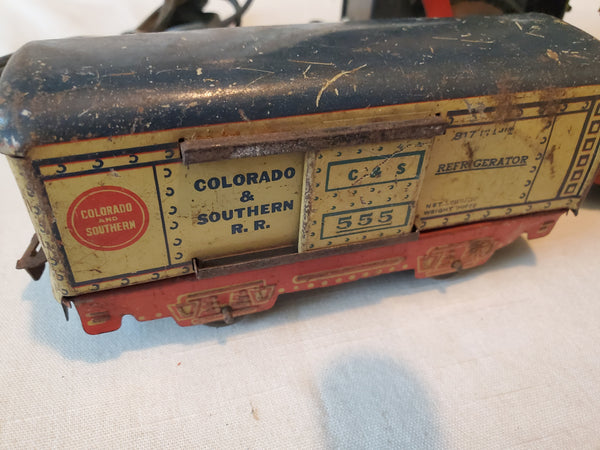 COLORADO
AND
SOUTHERN
COLORADO
&
SOUTHERN
R. R.
C & S
555
REFRIGERATOR